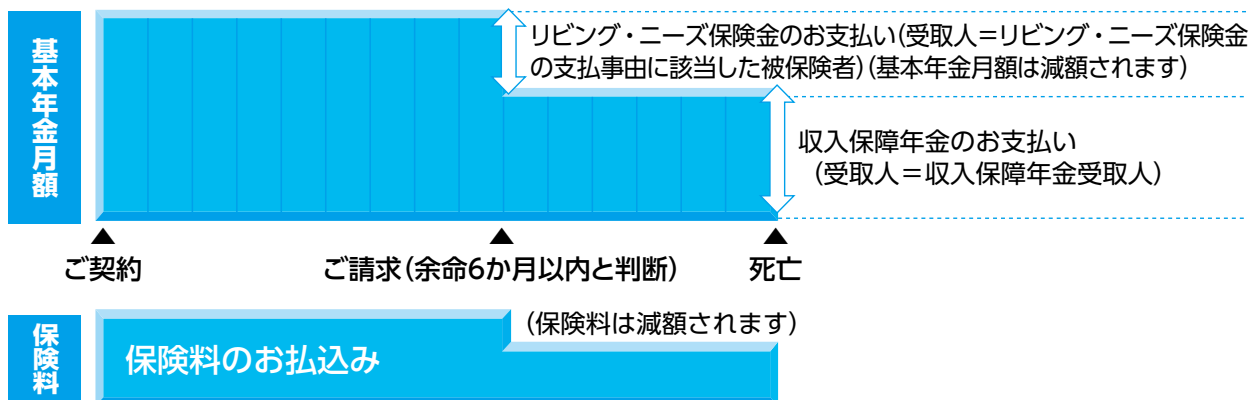 基本年金月額
リビング・ニーズ保険金のお支払い(受取人＝リビング・ニーズ保険金
の支払事由に該当した被保険者)(基本年金月額は減額されます)
収入保障年金のお支払い
(受取人＝収入保障年金受取人)
▲ ▲ ▲
ご契約 ご請求(余命6か月以内と判断) 死亡
保険料
(保険料は減額されます)
保険料のお払込み